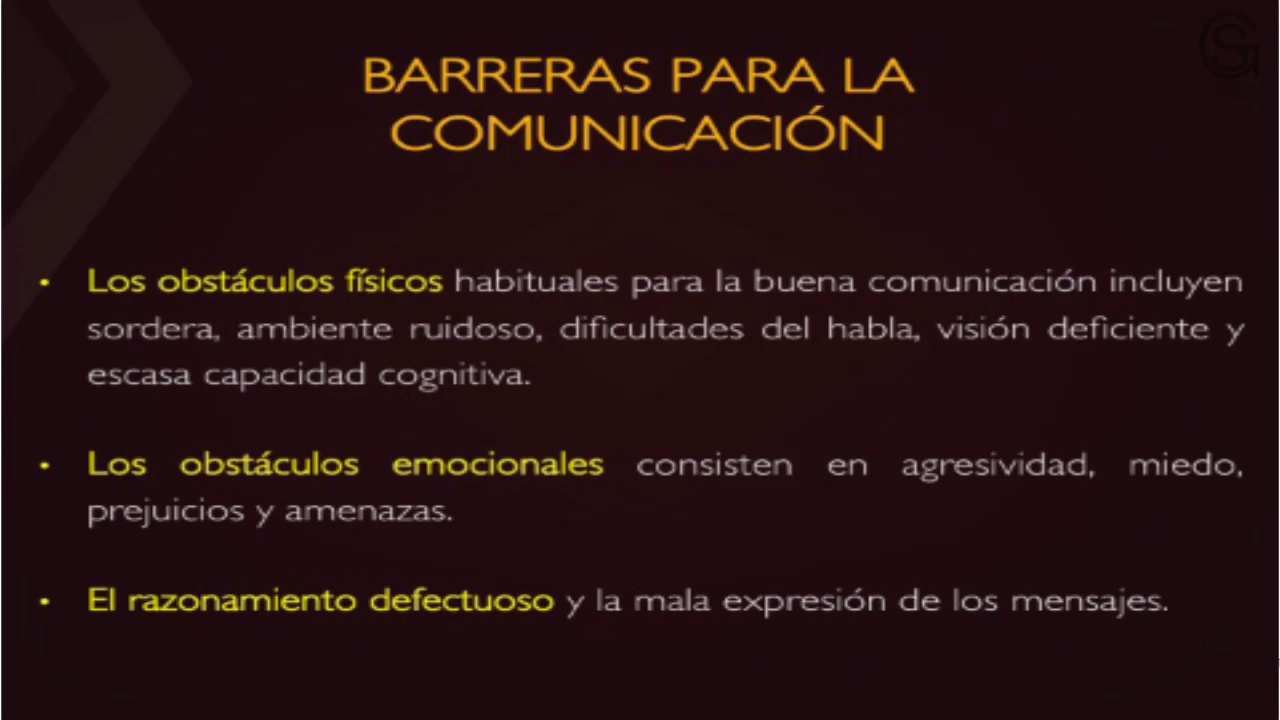 BARRERAS PARA LA
COMUNICACIÓN
• Los obstáculos físicos habituales para la buena comunicación incluyen
sordera, ambiente ruidoso, dificultades del habla, visión deficiente y
escasa capacidad cognitiva.
• Los obstáculos emocionales consisten en agresividad, miedo,
prejuicios y amenazas.
• El razonamiento defectuoso y la mala expresión de los mensajes.